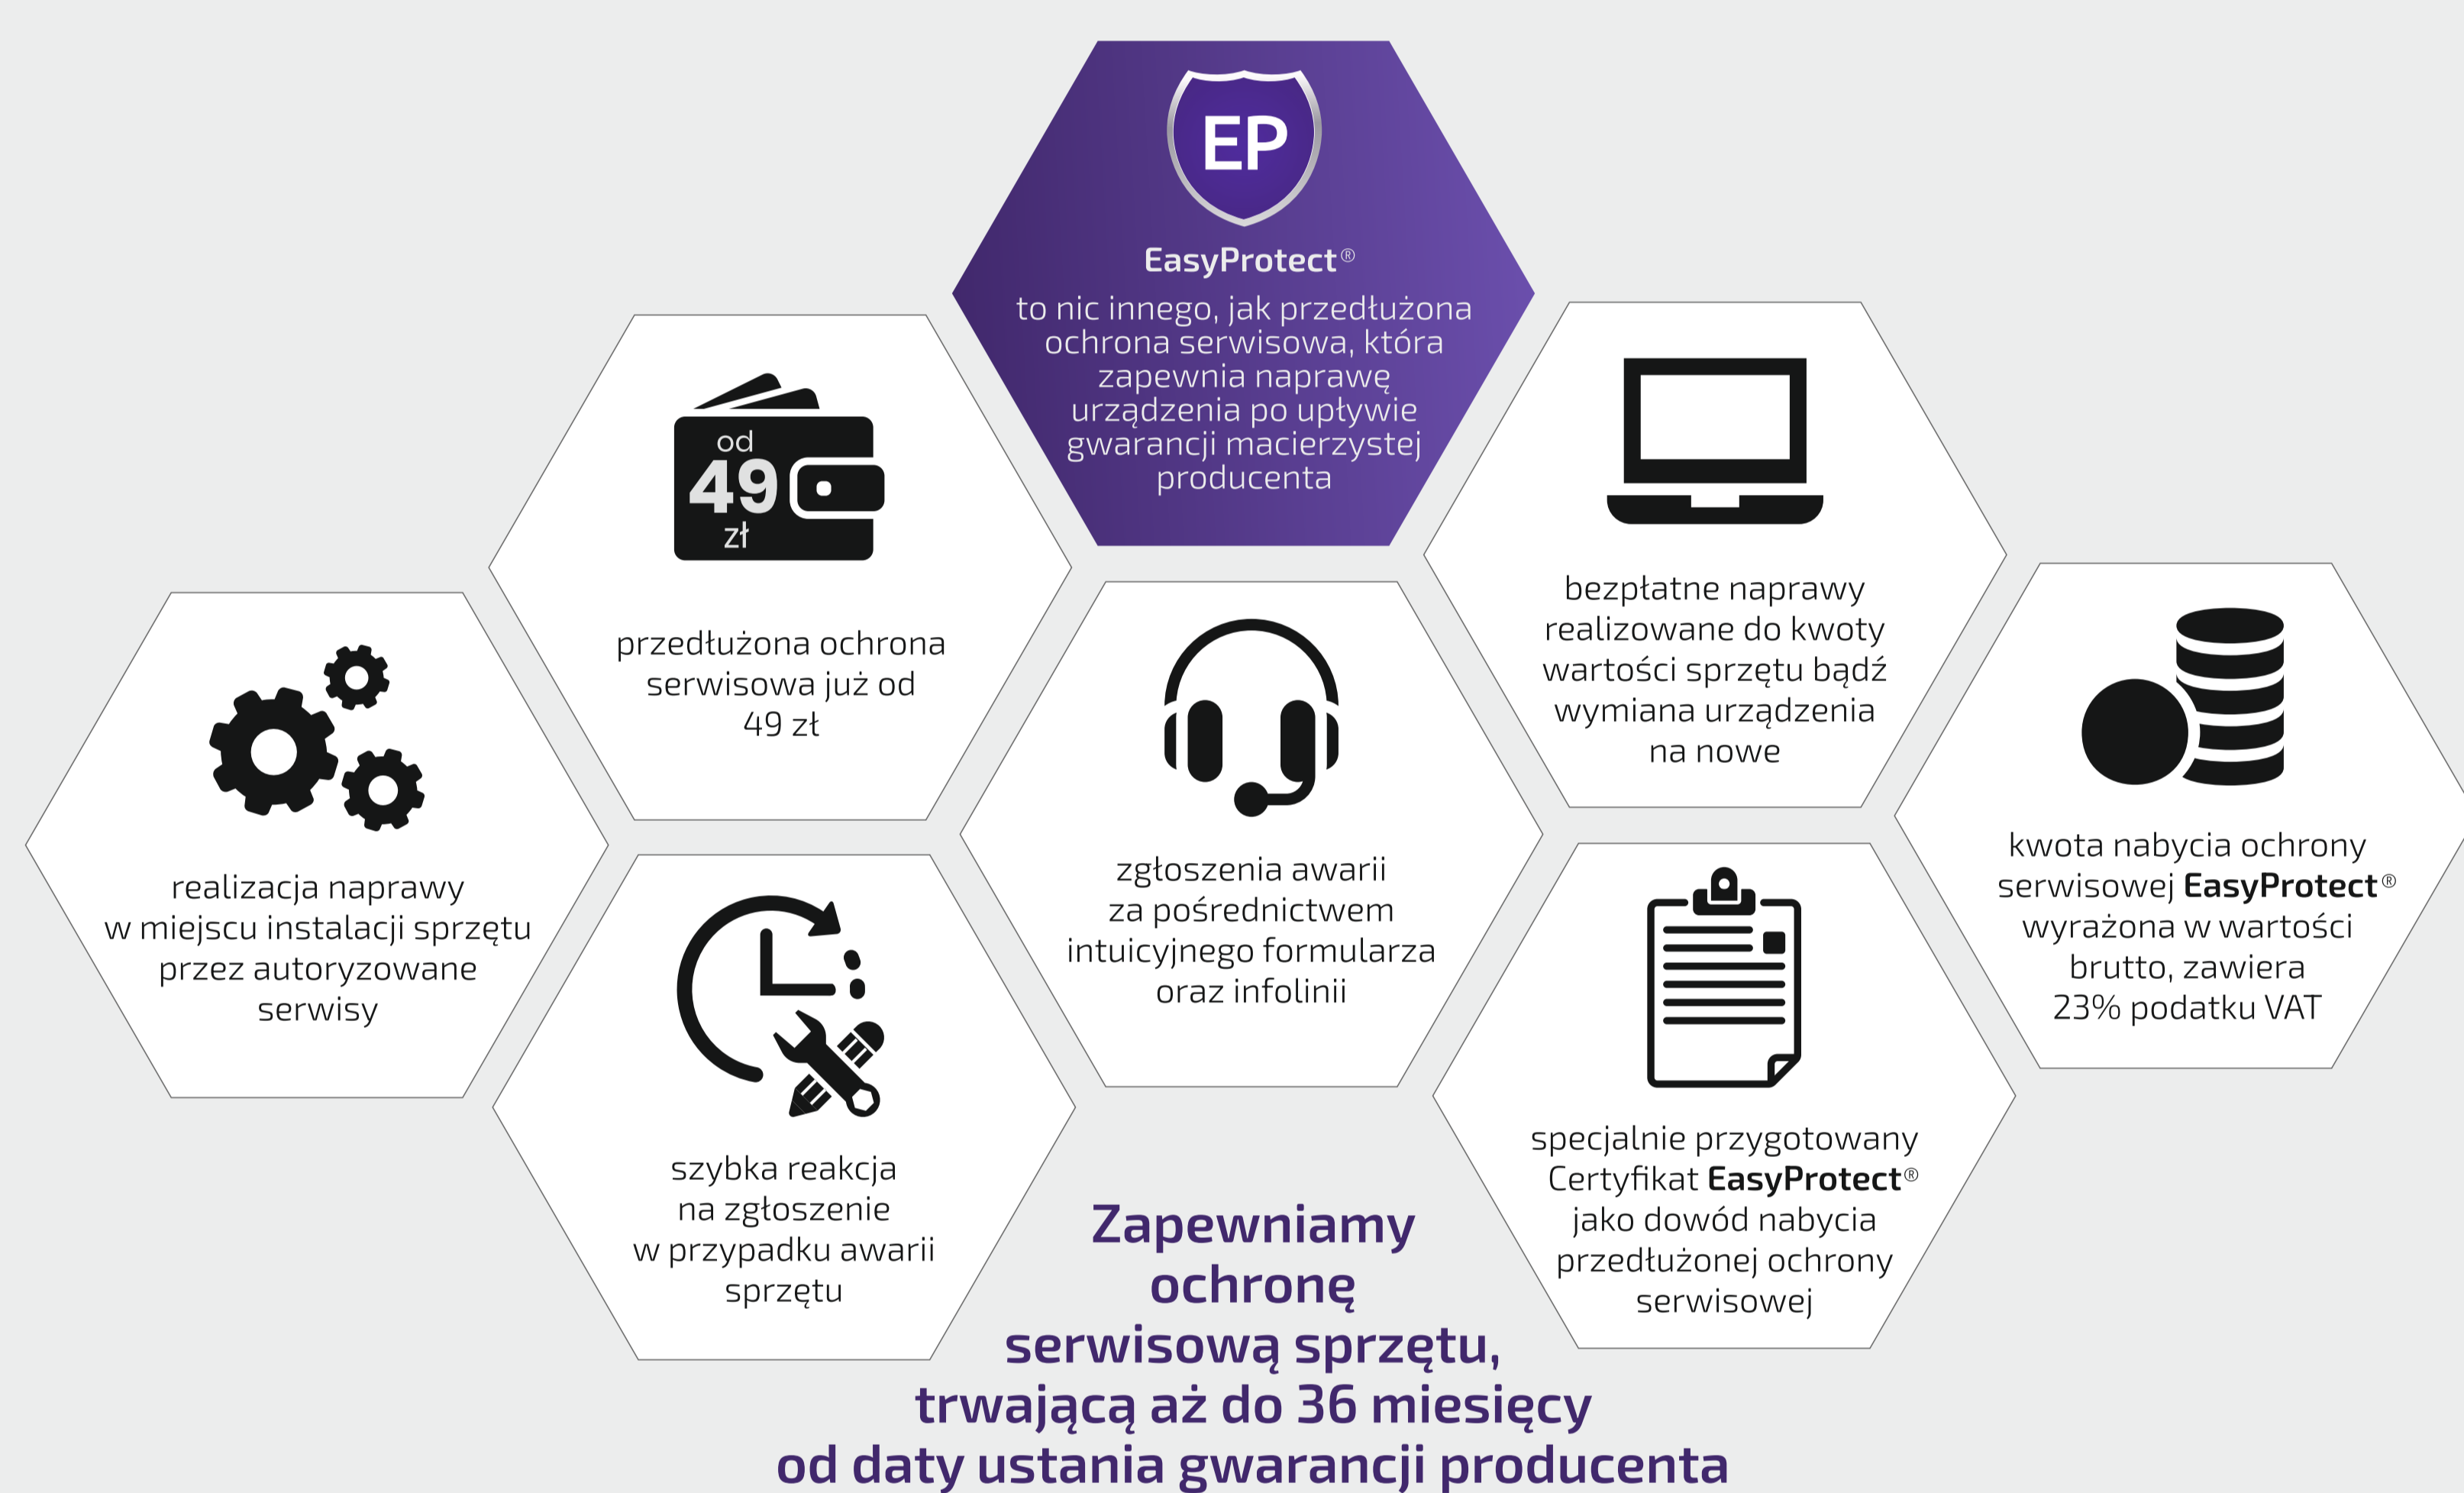 EP
EasyProtect®
to nic innego, jak przedłużona
ochrona serwisowa, która
zapewnia naprawę
urządzenia po upływie
gwarancji macierzystej
producenta
od
49
zł
przedłużona ochrona
serwisowa już od
49 zł
bezpłatne naprawy
realizowane do kwoty
wartości sprzętu bądź
wymiana urządzenia
na nowe
realizacja naprawy
w miejscu instalacji sprzętu
przez autoryzowane
serwisy
zgłoszenia awarii
za pośrednictwem
intuicyjnego formularza
oraz infolinii
kwota nabycia ochrony
serwisowej EasyProtect®
wyrażona w wartości
brutto, zawiera
23% podatku VAT
szybka reakcja
na zgłoszenie
w przypadku awarii
sprzętu
specjalnie przygotowany
Certyfikat EasyProtect®
jako dowód nabycia
przedłużonej ochrony
serwisowej
Zapewniamy
ochronę
serwisową sprzętu,
trwającą aż do 36 miesięcy
od daty ustania gwarancji producenta